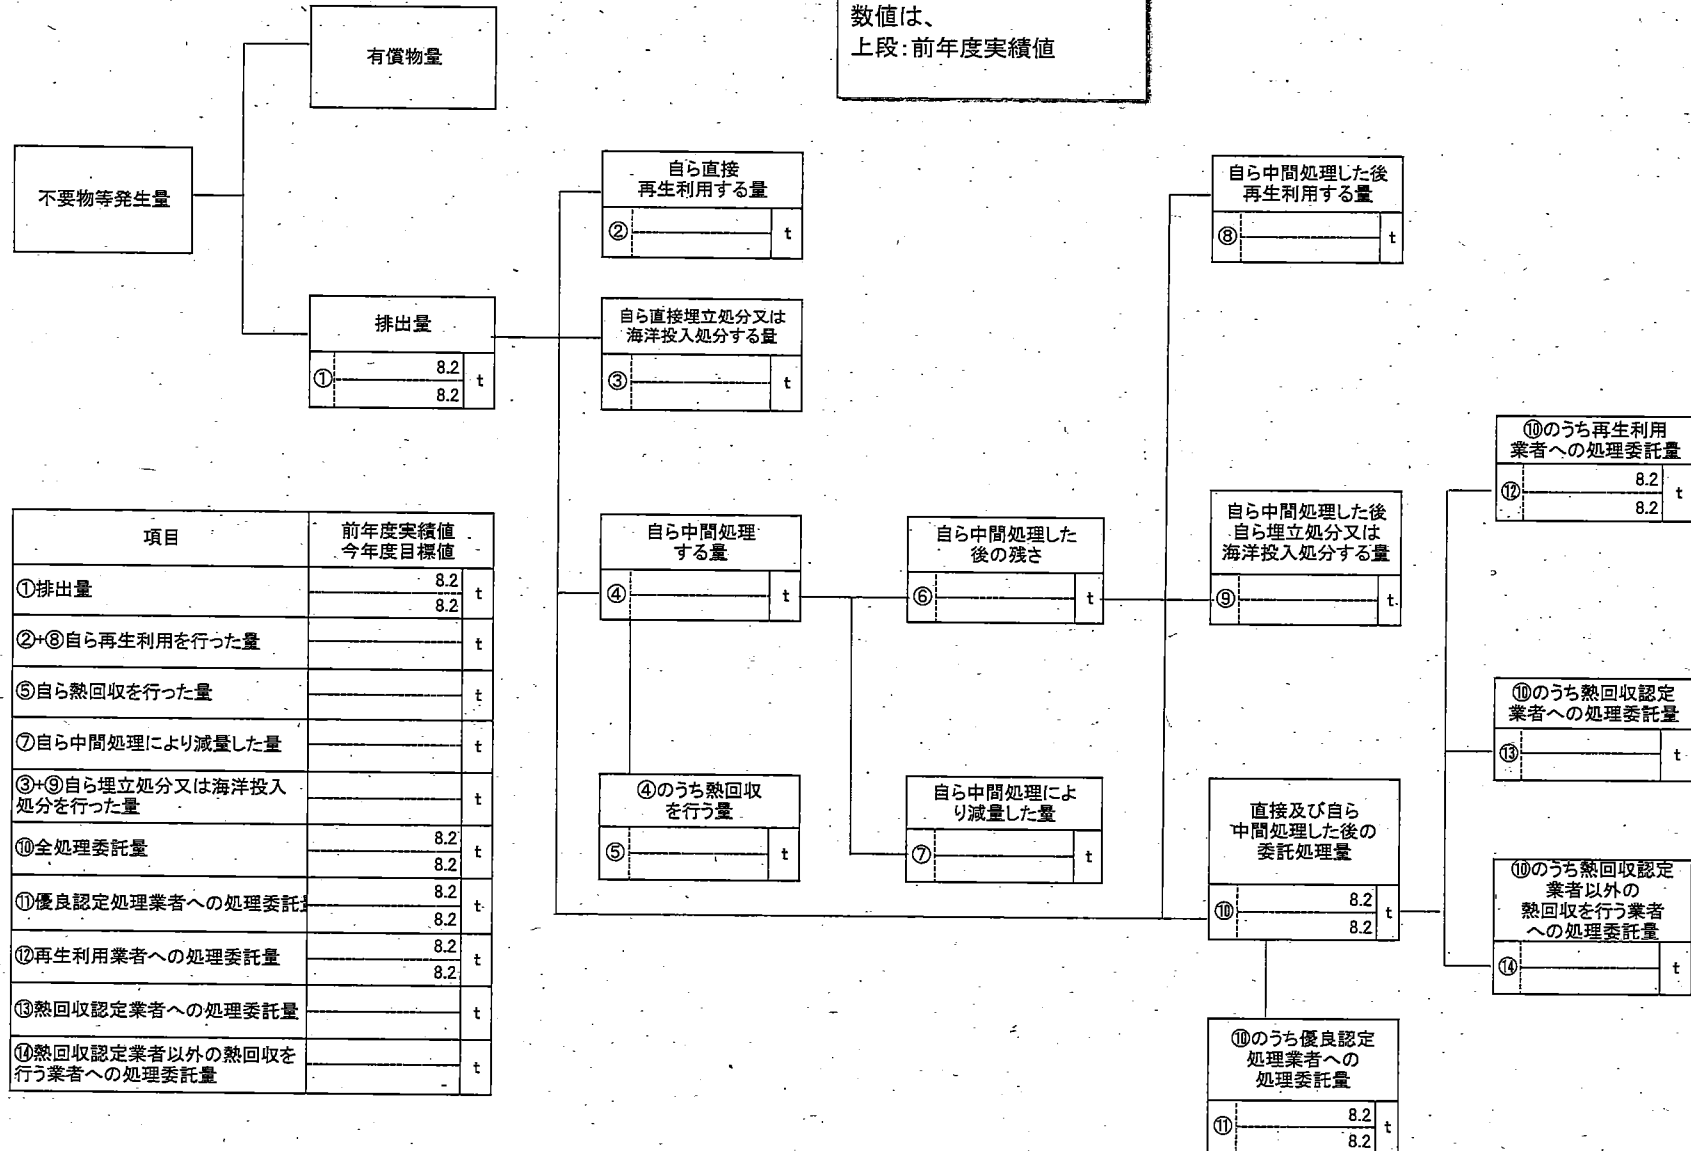 数値は、
上段:前年度実績値
有償物量
不要物等発生量
排出量
① 8.2 t
8.2
自ら直接
再生利用する量
② t
自ら直接埋立処分又は
海洋投入処分する量
③ t
自ら中間処理
する量
④ t
④のうち熱回収
を行う量
⑤ t
自ら中間処理した
後の残さ
⑥ t
自ら中間処理によ
り減量した量
⑦ t
自ら中間処理した後
再生利用する量
⑧ t
自ら中間処理した後
自ら埋立処分又は
海洋投入処分する量
⑨ t
直接及び自ら
中間処理した後の
委託処理量
⑩ 8.2 t
8.2
⑩のうち優良認定
処理業者への
処理委託量
⑪ 8.2 t
8.2
⑩のうち再生利用
業者への処理委託量
⑫ 8.2 t
8.2
⑩のうち熱回収認定
業者への処理委託量
⑬ t
⑩のうち熱回収認定
業者以外の
熱回収を行う業者
への処理委託量
⑭ t
項目 前年度実績値
今年度目標値
①排出量 8.2 t
8.2
②+⑧自ら再生利用を行った量 t
⑤自ら熱回収を行った量 t
⑦自ら中間処理により減量した量 t
③+⑨自ら埋立処分又は海洋投入
処分を行った量 t
⑩全処理委託量 8.2 t
8.2
⑪優良認定処理業者への処理委託 8.2 t
8.2
⑫再生利用業者への処理委託量 8.2 t
8.2
⑬熱回収認定業者への処理委託量 t
⑭熱回収認定業者以外の熱回収を
行う業者への処理委託量 t